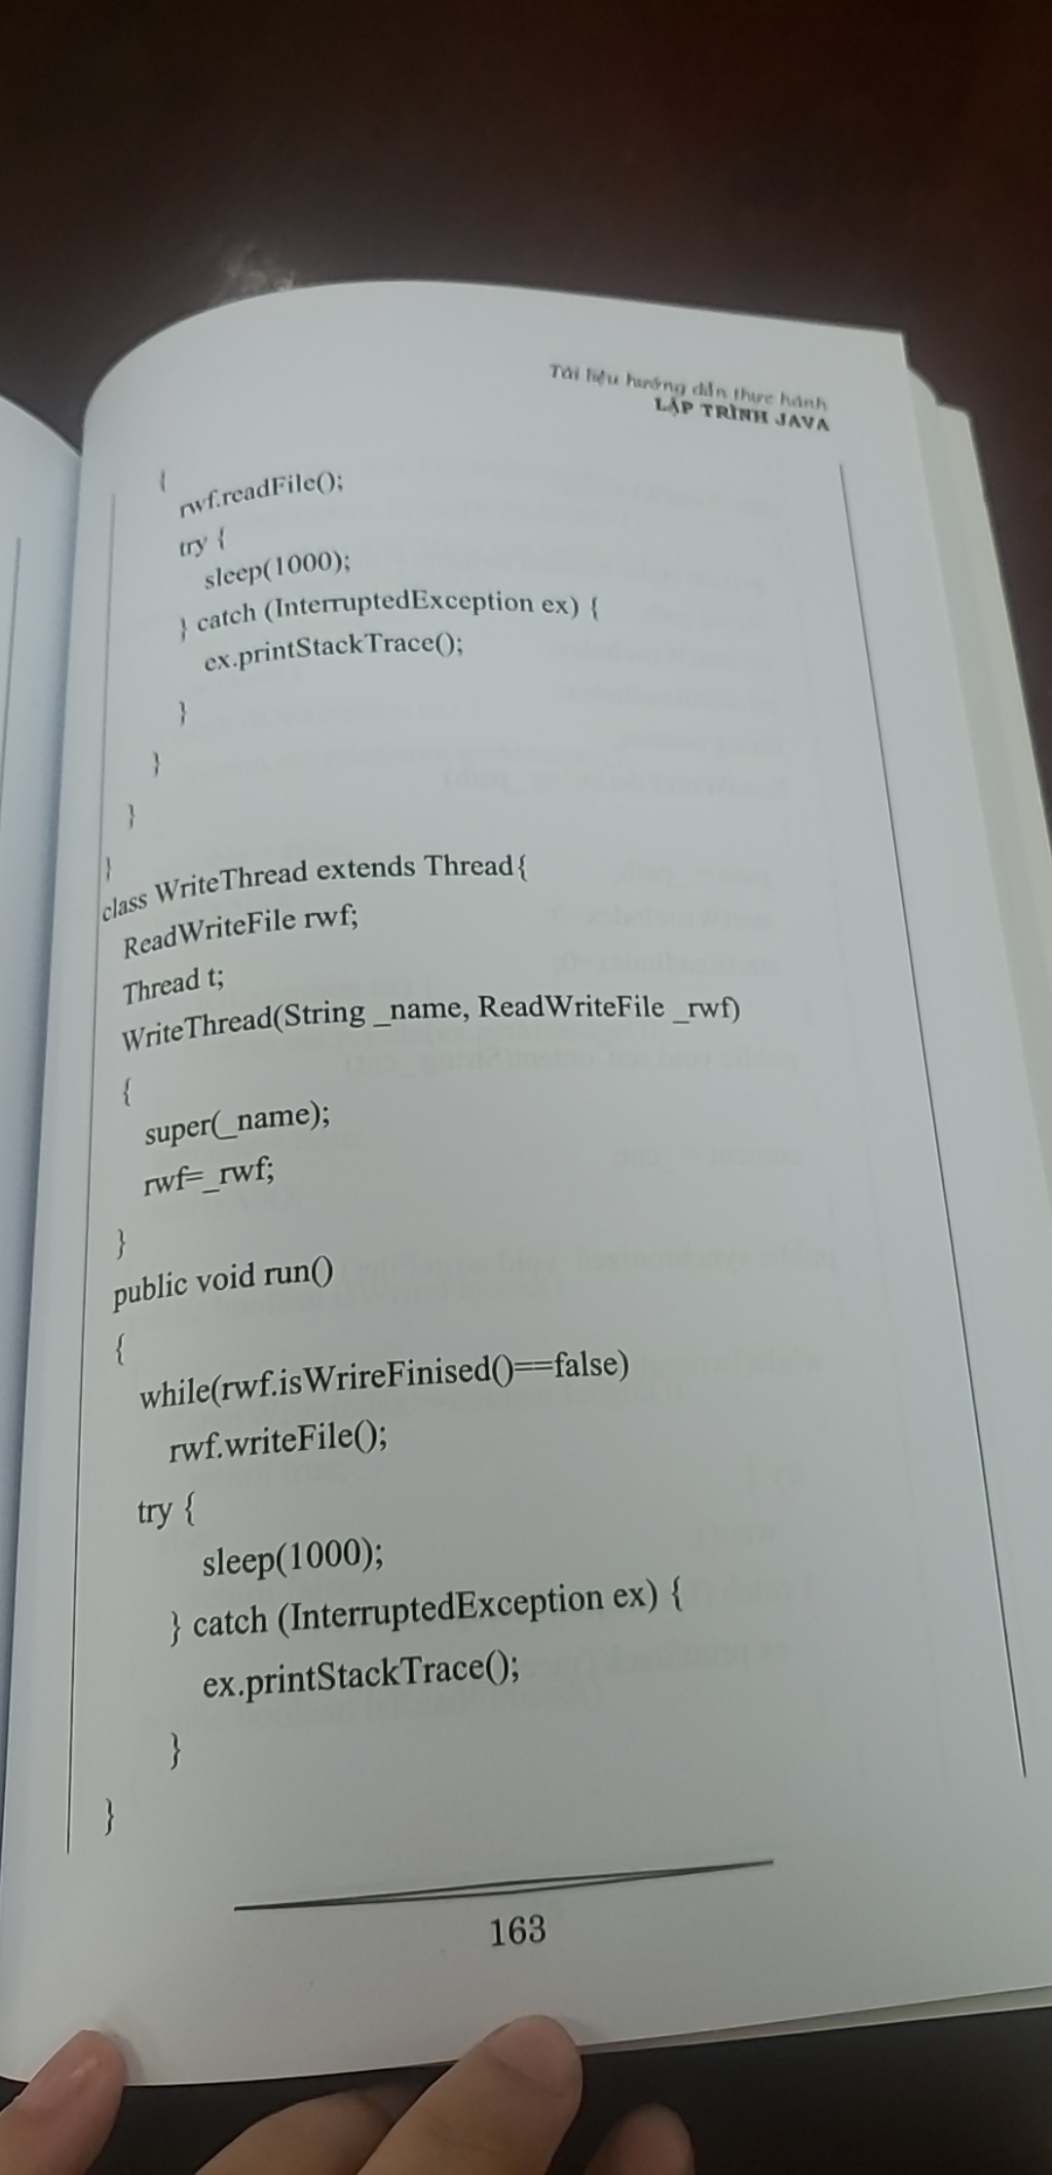 Tài liệu hướng dẫn thực hành
LẬP TRÌNH JAVA
{
rwf.readFile();
try {
sleep(1000);
} catch (InterruptedException ex) {
ex.printStackTrace();
}
}
}
}
class WriteThread extends Thread{
ReadWriteFile rwf;
Thread t;
WriteThread(String _name, ReadWriteFile _rwf)
{
super(_name);
rwf=_rwf;
}
public void run()
{
while(rwf.isWrireFinised()==false)
rwf.writeFile();
try {
sleep(1000);
} catch (InterruptedException ex) {
ex.printStackTrace();
}
}
163